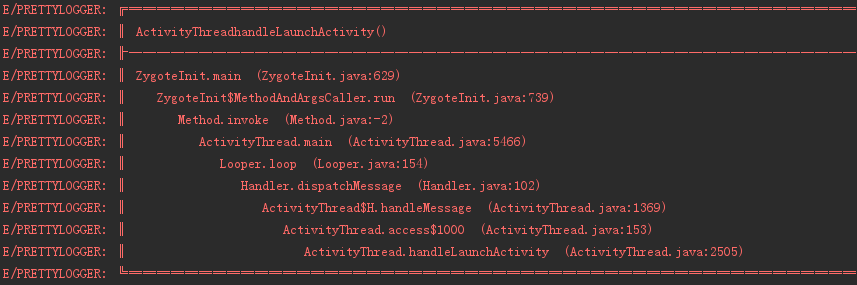 E/PRETTYLOGGER: ╔══════════════════════════════════════════════════
E/PRETTYLOGGER: ║ ActivityThreadhandleLaunchActivity()
E/PRETTYLOGGER: ╟──────────────────────────────────────────────────
E/PRETTYLOGGER: ║ ZygoteInit.main  (ZygoteInit.java:629)
E/PRETTYLOGGER: ║    ZygoteInit$MethodAndArgsCaller.run  (ZygoteInit.java:739)
E/PRETTYLOGGER: ║       Method.invoke  (Method.java:-2)
E/PRETTYLOGGER: ║          ActivityThread.main  (ActivityThread.java:5466)
E/PRETTYLOGGER: ║             Looper.loop  (Looper.java:154)
E/PRETTYLOGGER: ║                Handler.dispatchMessage  (Handler.java:102)
E/PRETTYLOGGER: ║                   ActivityThread$H.handleMessage  (ActivityThread.java:1369)
E/PRETTYLOGGER: ║                      ActivityThread.access$1000  (ActivityThread.java:153)
E/PRETTYLOGGER: ║                         ActivityThread.handleLaunchActivity  (ActivityThread.java:2505)
E/PRETTYLOGGER: ╚══════════════════════════════════════════════════